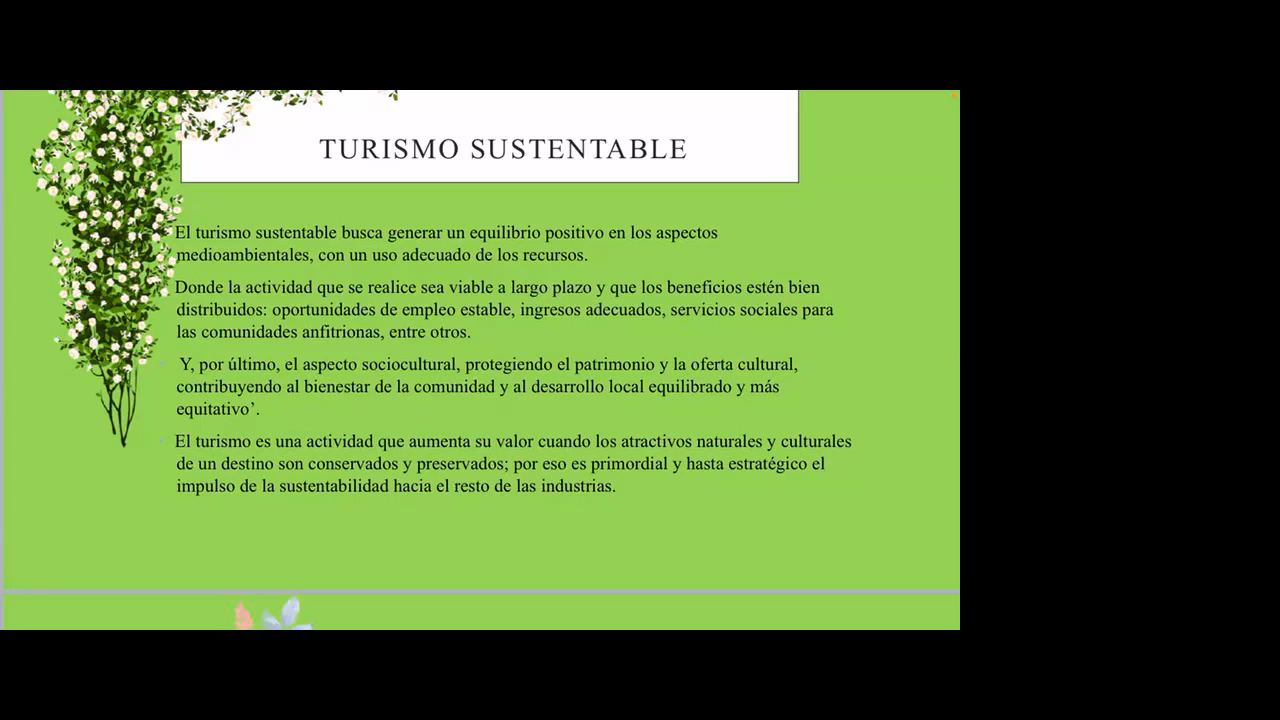 TURISMO SUSTENTABLE
El turismo sustentable busca generar un equilibrio positivo en los aspectos
medioambientales, con un uso adecuado de los recursos.
Donde la actividad que se realice sea viable a largo plazo y que los beneficios estén bien
distribuidos: oportunidades de empleo estable, ingresos adecuados, servicios sociales para
las comunidades anfitrionas, entre otros.
Y, por último, el aspecto sociocultural, protegiendo el patrimonio y la oferta cultural,
contribuyendo al bienestar de la comunidad y al desarrollo local equilibrado y más
equitativo’.
El turismo es una actividad que aumenta su valor cuando los atractivos naturales y culturales
de un destino son conservados y preservados; por eso es primordial y hasta estratégico el
impulso de la sustentabilidad hacia el resto de las industrias.